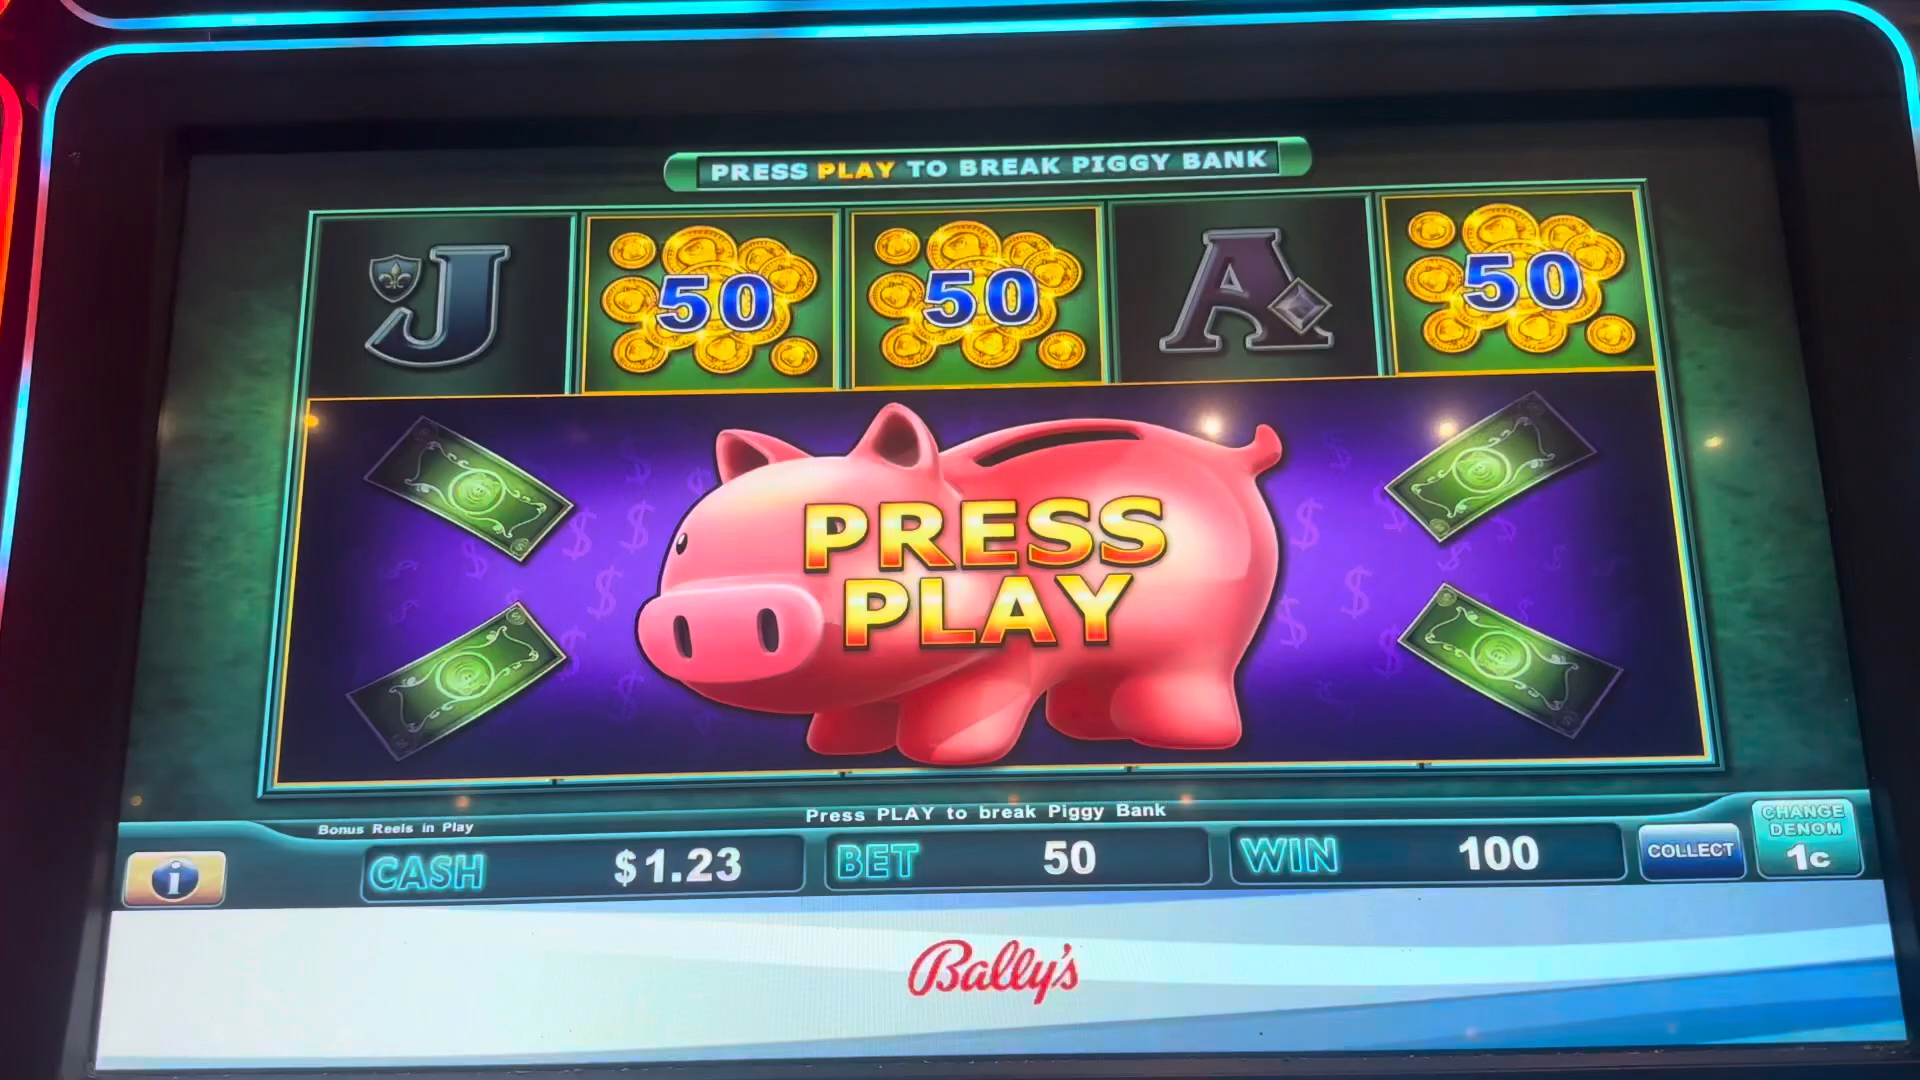 PRESS PLAY TO BREAK PIGGY BANK
J 50 50 A 50
PRESS
PLAY
Press PLAY to break Piggy Bank
Bonus Reels in Play
i CASH $1.23 BET 50 WIN 100 COLLECT
CHANGE
DENOM
1¢
Bally's